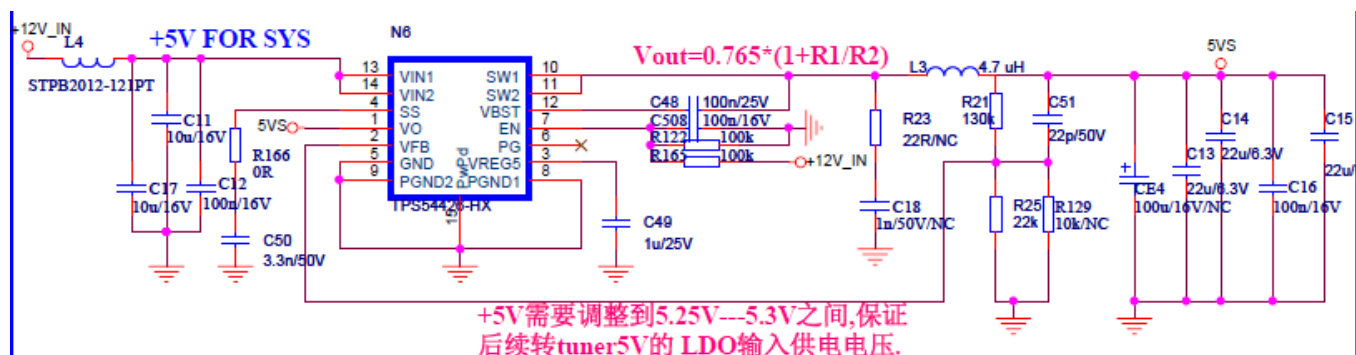 +12V_IN
L4
STPB2012-121PT
+5V FOR SYS
N6
Vout=0.765*(1+R1/R2)
13 VIN1
14 VIN2
4 SS
1 VO
2 VFB
5 GND
9 PGND2
SW1 10
SW2 11
VBST 12
EN 7
PG 6
VREG5 3
PGND1 8
PwPd
15
TPS54426-HX
5VS
C11
10u/16V
C17
10u/16V
C12
100n/16V
R166
0R
C50
3.3n/50V
C48 100n/25V
C508 100n/16V
R122 100k
R165 100k
+12V_IN
C49
1u/25V
R23
22R/NC
C18
1n/50V/NC
L3 4.7 uH
R21
130k
C51
22p/50V
R25
22k
R129
10k/NC
5VS
CE4
100u/16V/NC
C13
22u/6.3V
C14
22u/6.3V
C16
100n/16V
C15
22u/
+5V需要调整到5.25V---5.3V之间,保证
后续转tuner5V的 LDO输入供电电压.